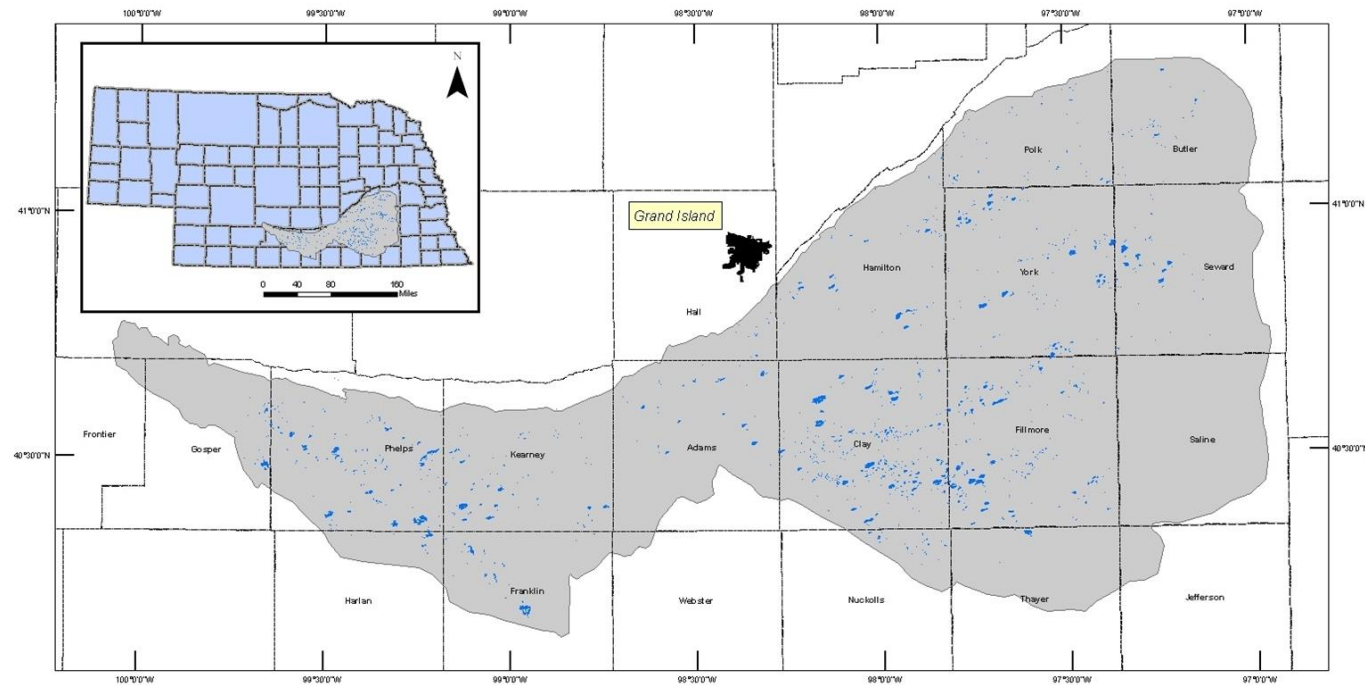 100°0'0"W 99°30'0"W 99°0'0"W 98°30'0"W 98°0'0"W 97°30'0"W 97°0'0"W
N
0 40 80 160
Miles
41°0'0"N
41°0'0"N
Grand Island
Polk
Butler
Hamilton
York
Seward
Hall
Frontier
Gosper
Phelps
Kearney
Adams
Clay
Fillmore
Saline
40°30'0"N
40°30'0"N
Harlan
Franklin
Webster
Nuckolls
Thayer
Jefferson
100°0'0"W 99°30'0"W 99°0'0"W 98°30'0"W 98°0'0"W 97°30'0"W 97°0'0"W